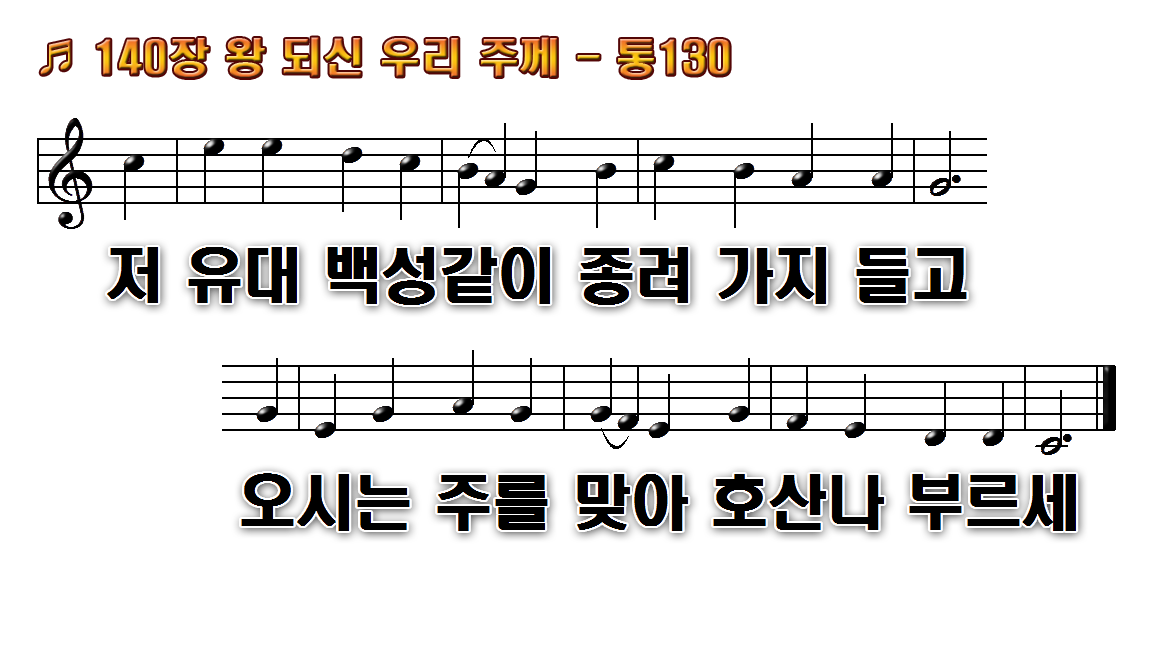 140장 왕 되신 우리 주께 - 통130
저 유대 백성같이 종려 가지 들고
오시는 주를 맞아 호산나 부르세